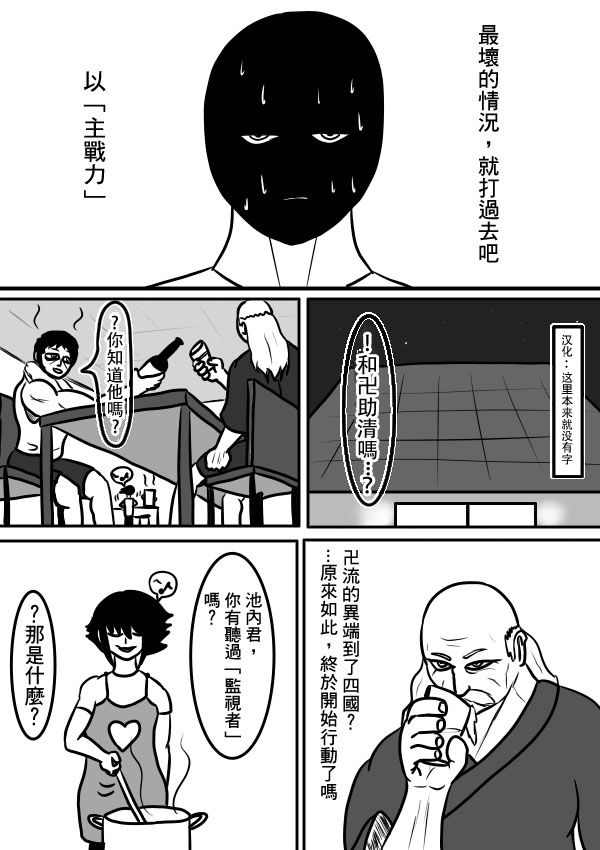 最壞的情況，就打過去吧
以「主戰力」
汉化：这里本来就没有字
！和卍助清嗎…？
？你知道他嗎？
卍流的異端到了四國？
…原來如此，終於開始行動了嗎
池內君，
你有聽過「監視者」
嗎？
？那是什麼？